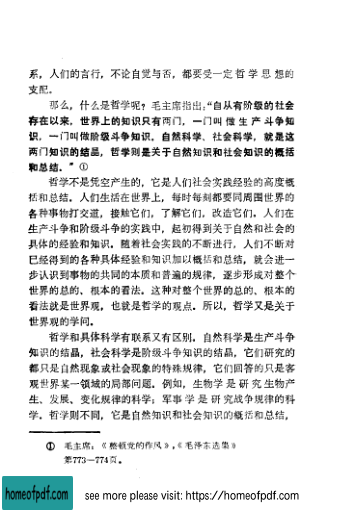 系，人们的言行，不论自觉与否，都要受一定哲学思想的
支配。
那么，什么是哲学呢？毛主席指出：“自从有阶级的社会
存在以来，世界上的知识只有两门，一门叫做生产斗争知
识，一门叫做阶级斗争知识。自然科学、社会科学，就是这
两门知识的结晶，哲学则是关于自然知识和社会知识的概括
和总结。”①
哲学不是凭空产生的，它是人们社会实践经验的高度概
括和总结。人们生活在世界上，每时每刻都要同周围世界的
各种事物打交道，接触它们，了解它们，改造它们。人们在
生产斗争和阶级斗争的实践中，起初得到关于自然和社会的
具体的经验和知识。随着社会实践的不断进行，人们不断对
已经得到的各种具体经验和知识加以概括和总结，就会进一
步认识到事物的共同的本质和普遍的规律，逐步形成对整个
世界的总的、根本的看法。这种对整个世界的总的、根本的
看法就是世界观，也就是哲学的观点。所以，哲学又是关于
世界观的学问。
哲学和具体科学有联系又有区别。自然科学是生产斗争
知识的结晶，社会科学是阶级斗争知识的结晶，它们研究的
都只是自然现象或社会现象的特殊规律，它们回答的只是客
观世界某一领域的局部问题。例如，生物学是研究生物产
生、发展、变化规律的科学；军事学是研究战争规律的科
学。哲学则不同，它是自然知识和社会知识的概括和总结，
① 毛主席：《整顿党的作风》，《毛泽东选集》
第773—774页。
homeofpdf.com
see more please visit: https://homeofpdf.com